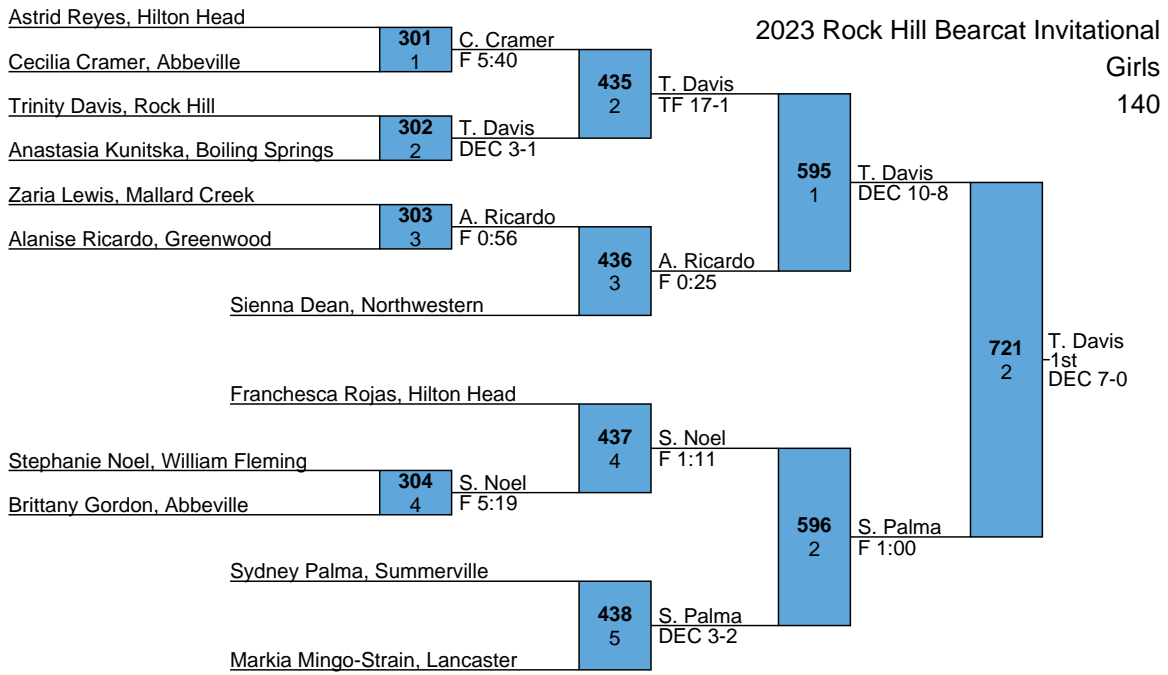 2023 Rock Hill Bearcat Invitational
Girls
140
Astrid Reyes, Hilton Head
Cecilia Cramer, Abbeville
301
1
C. Cramer
F 5:40
Trinity Davis, Rock Hill
Anastasia Kunitska, Boiling Springs
302
2
T. Davis
DEC 3-1
435
2
T. Davis
TF 17-1
Zaria Lewis, Mallard Creek
Alanise Ricardo, Greenwood
303
3
A. Ricardo
F 0:56
Sienna Dean, Northwestern
436
3
A. Ricardo
F 0:25
595
1
T. Davis
DEC 10-8
Franchesca Rojas, Hilton Head
Stephanie Noel, William Fleming
Brittany Gordon, Abbeville
304
4
S. Noel
F 5:19
437
4
S. Noel
F 1:11
Sydney Palma, Summerville
Markia Mingo-Strain, Lancaster
438
5
S. Palma
DEC 3-2
596
2
S. Palma
F 1:00
721
2
T. Davis
1st
DEC 7-0